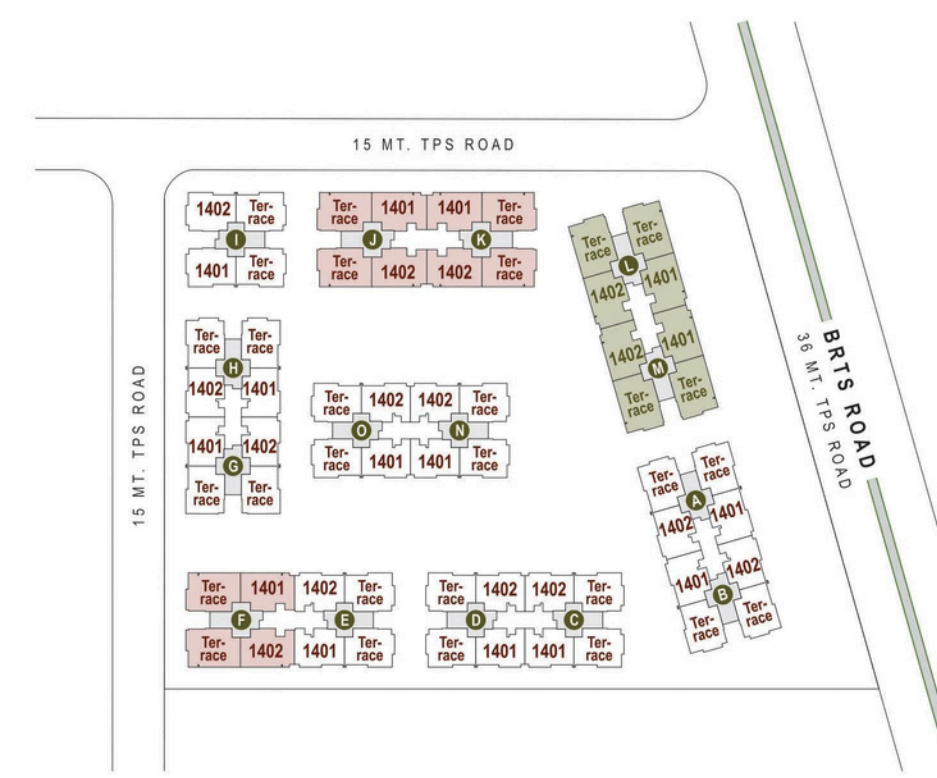 15 MT. TPS ROAD
1402 Ter-
race
I
1401 Ter-
race
Ter-
race 1401 1401 Ter-
race
J K
Ter-
race 1402 1402 Ter-
race
Ter-
race Ter-
race
L
1402 1401
1402 1401
M
Ter-
race Ter-
race
BRTS ROAD
36 MT. TPS ROAD
15 MT. TPS ROAD
Ter-
race Ter-
race
H
1402 1401
1401 1402
G
Ter-
race Ter-
race
Ter-
race 1402 1402 Ter-
race
O N
Ter-
race 1401 1401 Ter-
race
Ter-
race Ter-
race
A
1402 1401
1401 1402
B
Ter-
race Ter-
race
Ter-
race 1401 1402 Ter-
race
F E
Ter-
race 1402 1401 Ter-
race
Ter-
race 1402 1402 Ter-
race
D C
Ter-
race 1401 1401 Ter-
race